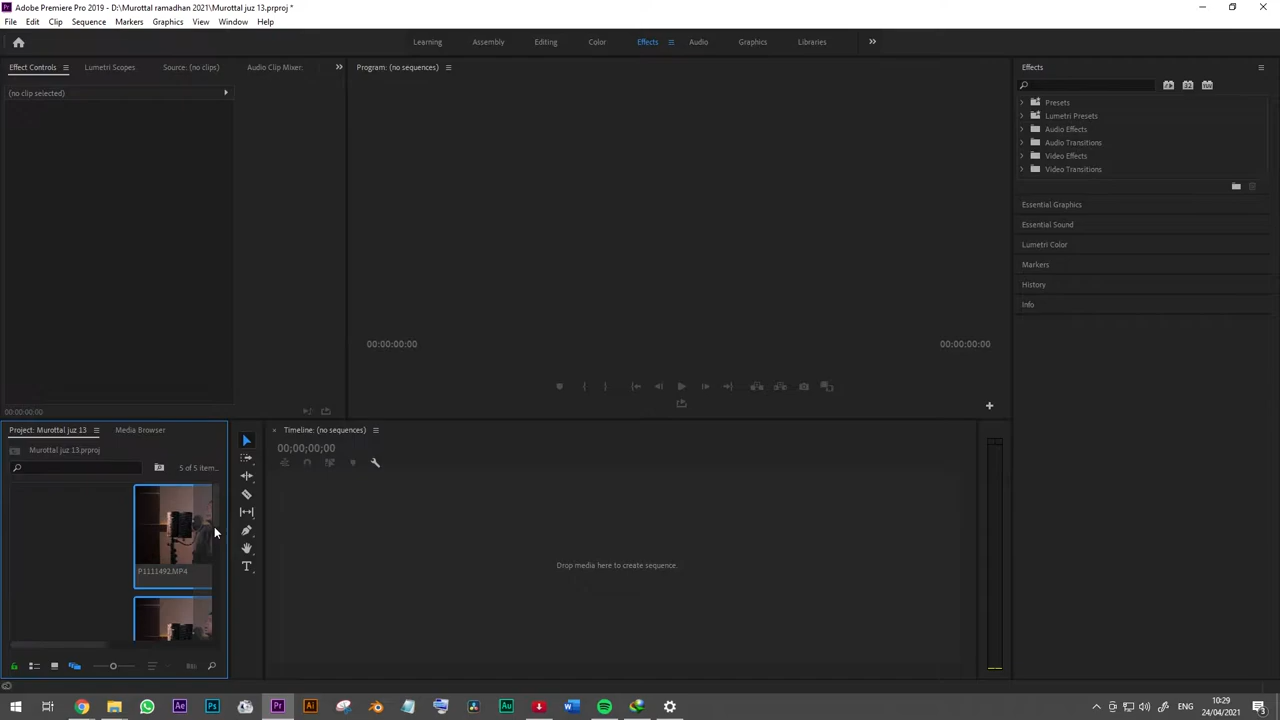 Adobe Premiere Pro 2019 - D:\Murottal ramadhan 2021\Murottal juz 13.prproj *
File Edit Clip Sequence Markers Graphics View Window Help
Learning Assembly Editing Color Effects Audio Graphics Libraries
Effect Controls Lumetri Scopes Source: (no clips) Audio Clip Mixer:
Program: (no sequences)
Effects
(no clip selected)
Presets
Lumetri Presets
Audio Effects
Audio Transitions
Video Effects
Video Transitions
Essential Graphics
Essential Sound
Lumetri Color
Markers
History
Info
00:00:00:00
00:00:00:00
00:00:00:00
Project: Murottal juz 13
Media Browser
Murottal juz 13.prproj
5 of 5 item...
P1111492.MP4
Timeline: (no sequences)
00;00;00;00
Drop media here to create sequence.
10:29
24/04/2021